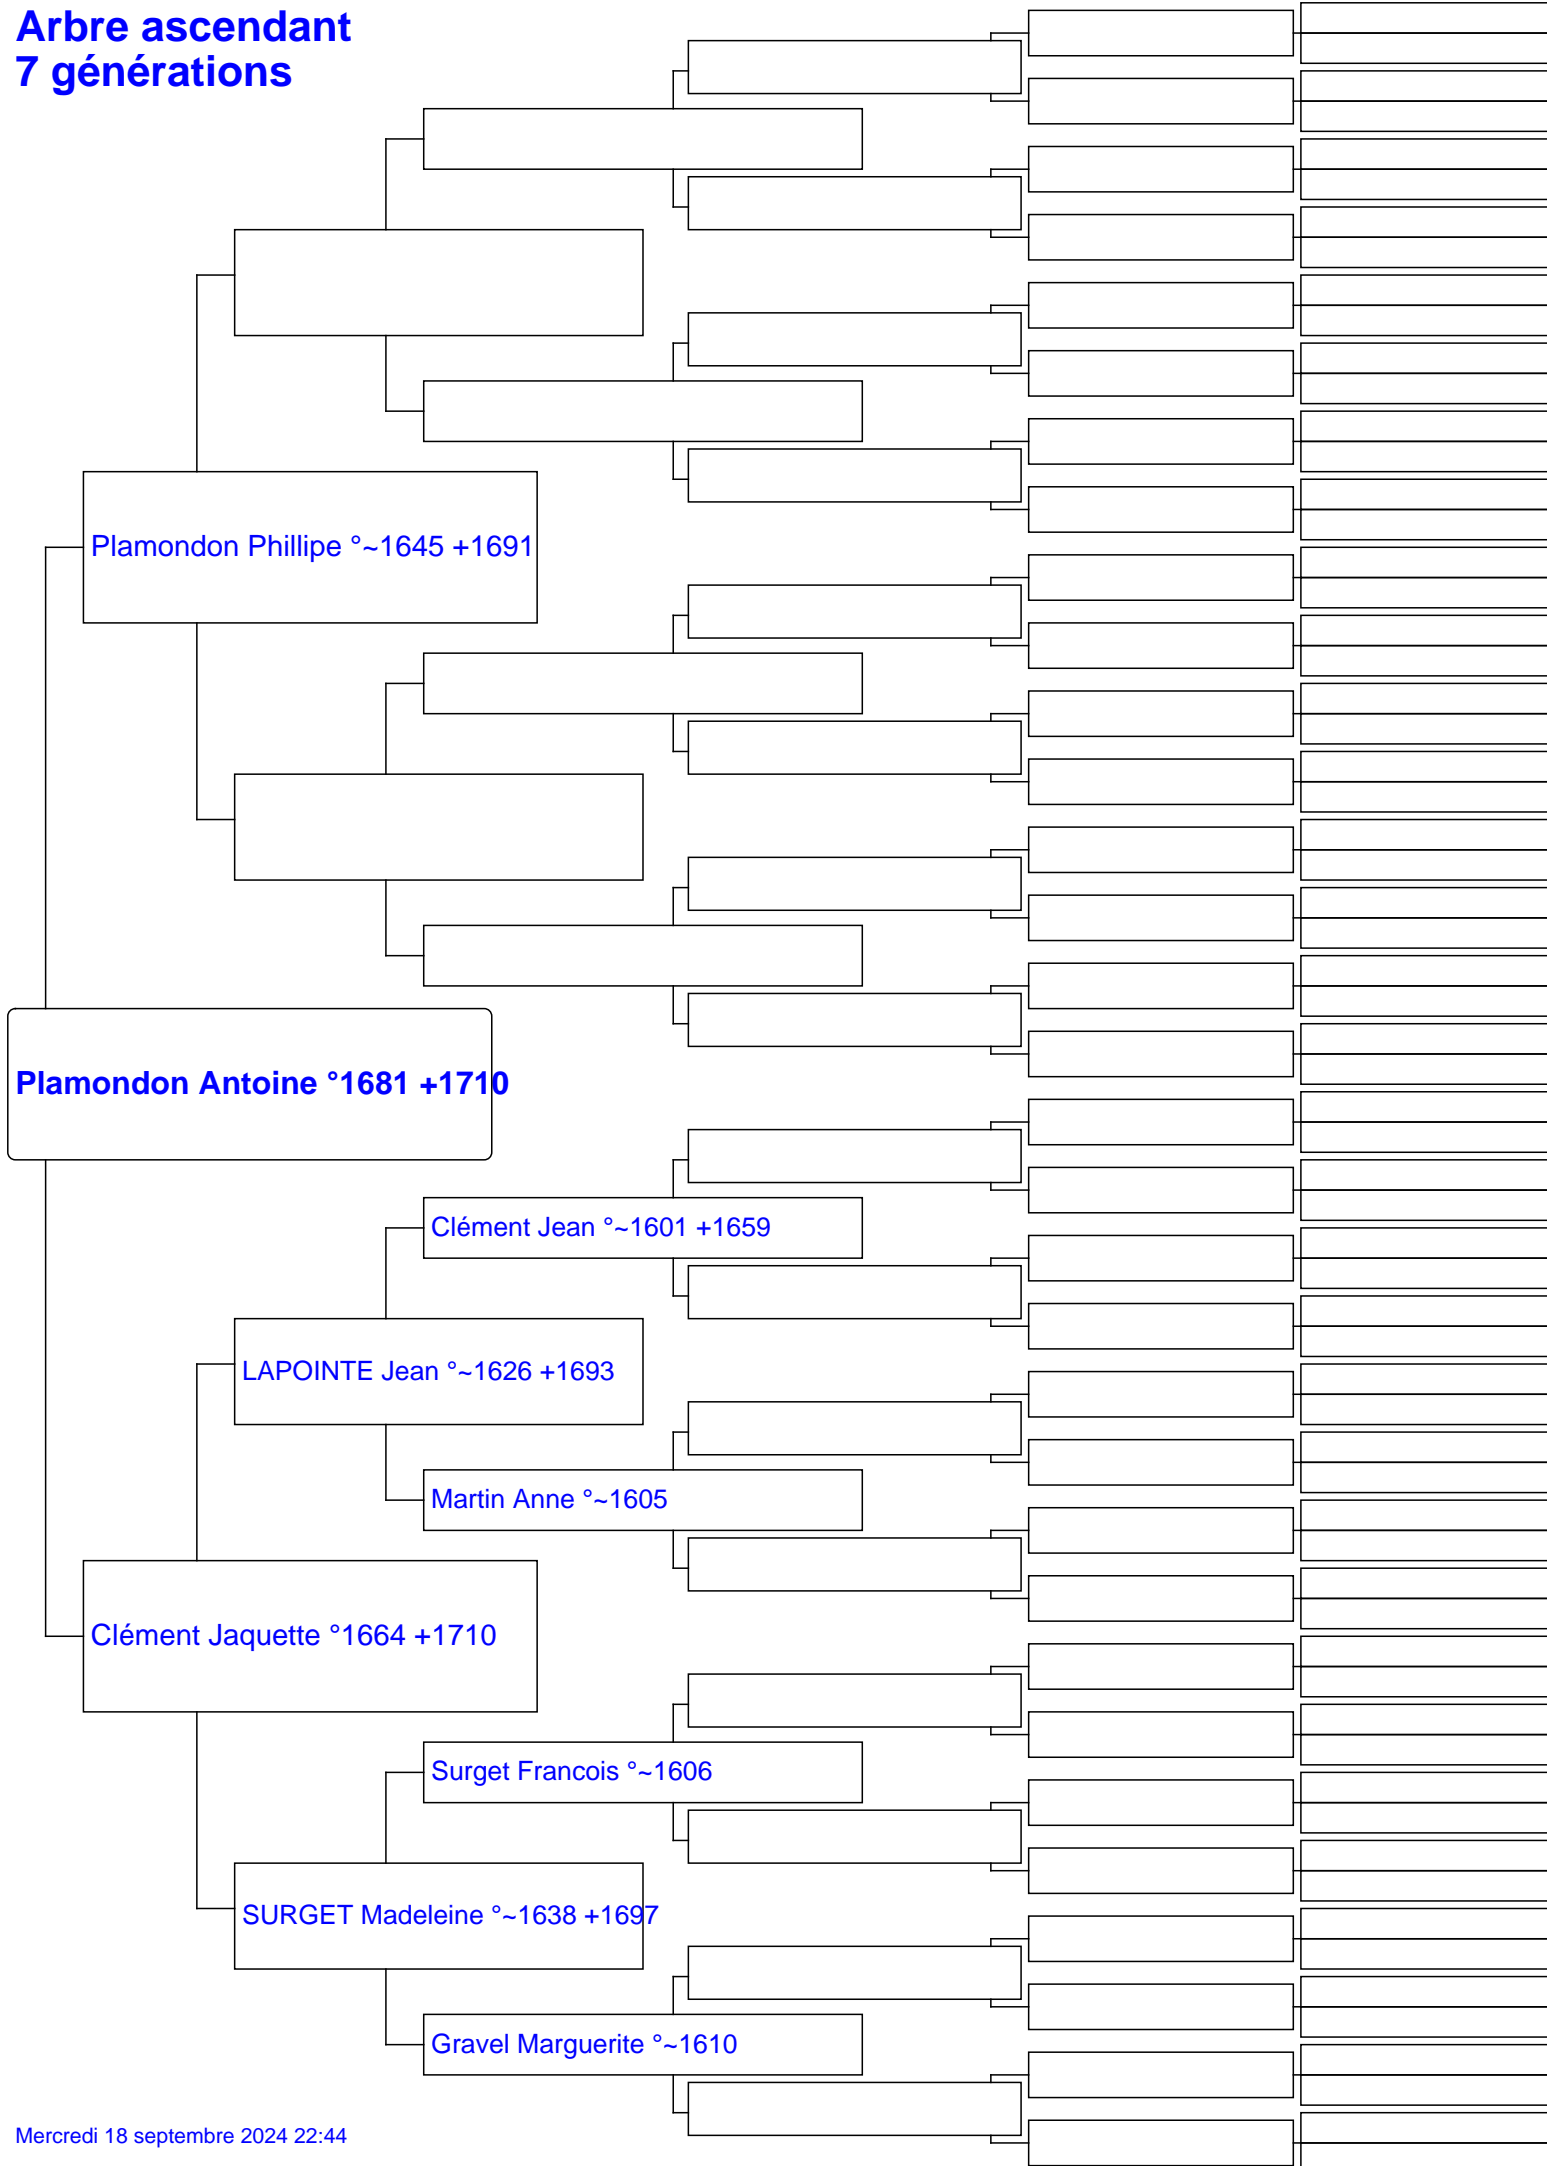 Arbre ascendant
7 générations
Plamondon Phillipe °~1645 +1691
Plamondon Antoine °1681 +1710
Clément Jean °~1601 +1659
LAPOINTE Jean °~1626 +1693
Martin Anne °~1605
Clément Jaquette °1664 +1710
Surget Francois °~1606
SURGET Madeleine °~1638 +1697
Gravel Marguerite °~1610
Mercredi 18 septembre 2024 22:44